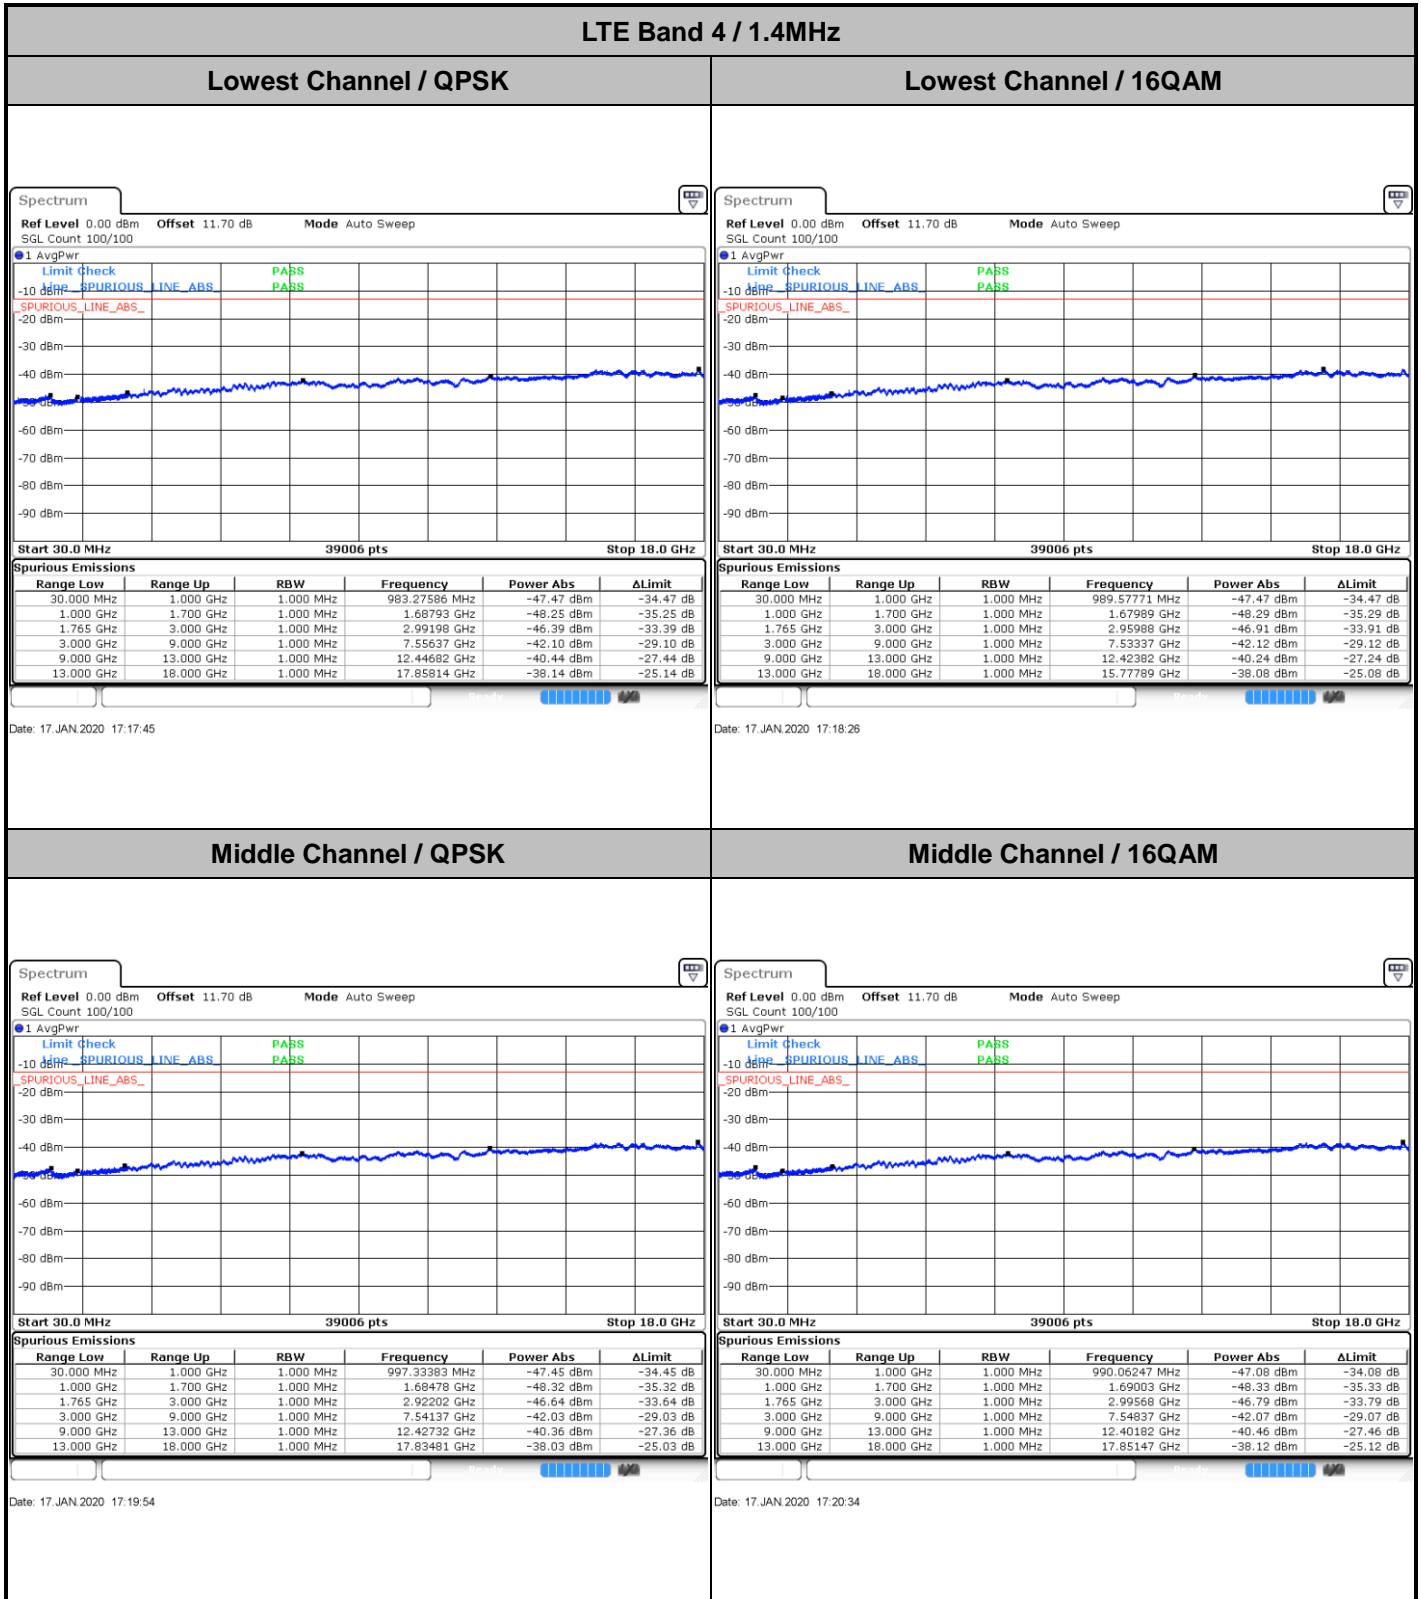 LTE Band 4 / 1.4MHz
Lowest Channel / QPSK
Lowest Channel / 16QAM
Spectrum
Ref Level 0.00 dBm Offset 11.70 dB Mode Auto Sweep
SGL Count 100/100
1 AvgPwr
Limit Check PASS
Line _SPURIOUS_LINE_ABS_ PASS
_SPURIOUS_LINE_ABS_
-10 dBm
-20 dBm
-30 dBm
-40 dBm
-50 dBm
-60 dBm
-70 dBm
-80 dBm
-90 dBm
Start 30.0 MHz 39006 pts Stop 18.0 GHz
Spurious Emissions
Range Low Range Up RBW Frequency Power Abs ΔLimit
30.000 MHz 1.000 GHz 1.000 MHz 983.27586 MHz -47.47 dBm -34.47 dB
1.000 GHz 1.700 GHz 1.000 MHz 1.68793 GHz -48.25 dBm -35.25 dB
1.765 GHz 3.000 GHz 1.000 MHz 2.99198 GHz -46.39 dBm -33.39 dB
3.000 GHz 9.000 GHz 1.000 MHz 7.55637 GHz -42.10 dBm -29.10 dB
9.000 GHz 13.000 GHz 1.000 MHz 12.44682 GHz -40.44 dBm -27.44 dB
13.000 GHz 18.000 GHz 1.000 MHz 17.85814 GHz -38.14 dBm -25.14 dB
Ready
Date: 17.JAN.2020 17:17:45
Spectrum
Ref Level 0.00 dBm Offset 11.70 dB Mode Auto Sweep
SGL Count 100/100
1 AvgPwr
Limit Check PASS
Line _SPURIOUS_LINE_ABS_ PASS
_SPURIOUS_LINE_ABS_
-10 dBm
-20 dBm
-30 dBm
-40 dBm
-50 dBm
-60 dBm
-70 dBm
-80 dBm
-90 dBm
Start 30.0 MHz 39006 pts Stop 18.0 GHz
Spurious Emissions
Range Low Range Up RBW Frequency Power Abs ΔLimit
30.000 MHz 1.000 GHz 1.000 MHz 989.57771 MHz -47.47 dBm -34.47 dB
1.000 GHz 1.700 GHz 1.000 MHz 1.67989 GHz -48.29 dBm -35.29 dB
1.765 GHz 3.000 GHz 1.000 MHz 2.95988 GHz -46.91 dBm -33.91 dB
3.000 GHz 9.000 GHz 1.000 MHz 7.53337 GHz -42.12 dBm -29.12 dB
9.000 GHz 13.000 GHz 1.000 MHz 12.42382 GHz -40.24 dBm -27.24 dB
13.000 GHz 18.000 GHz 1.000 MHz 15.77789 GHz -38.08 dBm -25.08 dB
Ready
Date: 17.JAN.2020 17:18:26
Middle Channel / QPSK
Middle Channel / 16QAM
Spectrum
Ref Level 0.00 dBm Offset 11.70 dB Mode Auto Sweep
SGL Count 100/100
1 AvgPwr
Limit Check PASS
Line _SPURIOUS_LINE_ABS_ PASS
_SPURIOUS_LINE_ABS_
-10 dBm
-20 dBm
-30 dBm
-40 dBm
-50 dBm
-60 dBm
-70 dBm
-80 dBm
-90 dBm
Start 30.0 MHz 39006 pts Stop 18.0 GHz
Spurious Emissions
Range Low Range Up RBW Frequency Power Abs ΔLimit
30.000 MHz 1.000 GHz 1.000 MHz 997.33383 MHz -47.45 dBm -34.45 dB
1.000 GHz 1.700 GHz 1.000 MHz 1.68478 GHz -48.32 dBm -35.32 dB
1.765 GHz 3.000 GHz 1.000 MHz 2.92202 GHz -46.64 dBm -33.64 dB
3.000 GHz 9.000 GHz 1.000 MHz 7.54137 GHz -42.03 dBm -29.03 dB
9.000 GHz 13.000 GHz 1.000 MHz 12.42732 GHz -40.36 dBm -27.36 dB
13.000 GHz 18.000 GHz 1.000 MHz 17.83481 GHz -38.03 dBm -25.03 dB
Ready
Date: 17.JAN.2020 17:19:54
Spectrum
Ref Level 0.00 dBm Offset 11.70 dB Mode Auto Sweep
SGL Count 100/100
1 AvgPwr
Limit Check PASS
Line _SPURIOUS_LINE_ABS_ PASS
_SPURIOUS_LINE_ABS_
-10 dBm
-20 dBm
-30 dBm
-40 dBm
-50 dBm
-60 dBm
-70 dBm
-80 dBm
-90 dBm
Start 30.0 MHz 39006 pts Stop 18.0 GHz
Spurious Emissions
Range Low Range Up RBW Frequency Power Abs ΔLimit
30.000 MHz 1.000 GHz 1.000 MHz 990.06247 MHz -47.08 dBm -34.08 dB
1.000 GHz 1.700 GHz 1.000 MHz 1.69003 GHz -48.33 dBm -35.33 dB
1.765 GHz 3.000 GHz 1.000 MHz 2.99568 GHz -46.79 dBm -33.79 dB
3.000 GHz 9.000 GHz 1.000 MHz 7.54837 GHz -42.07 dBm -29.07 dB
9.000 GHz 13.000 GHz 1.000 MHz 12.40182 GHz -40.46 dBm -27.46 dB
13.000 GHz 18.000 GHz 1.000 MHz 17.85147 GHz -38.12 dBm -25.12 dB
Ready
Date: 17.JAN.2020 17:20:34